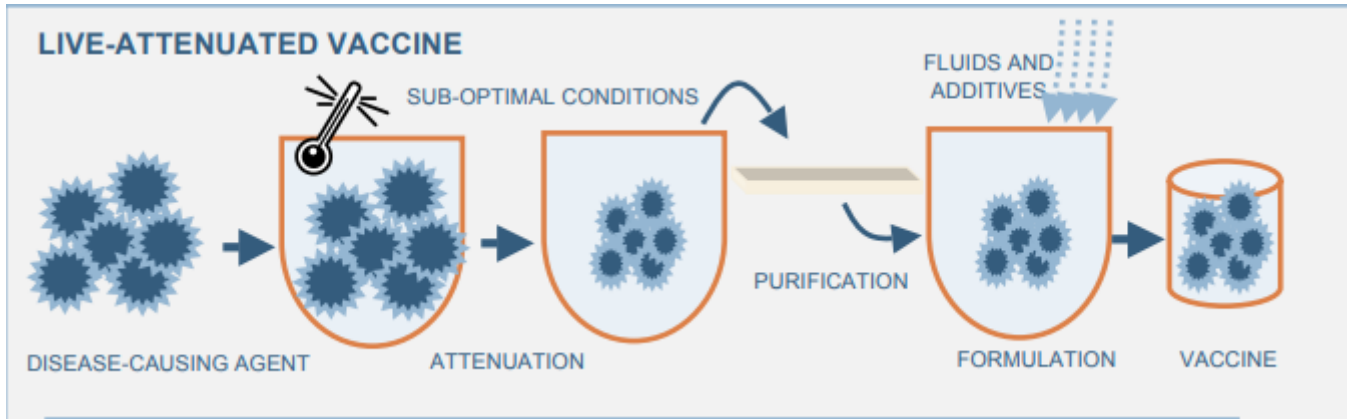 LIVE-ATTENUATED VACCINE
SUB-OPTIMAL CONDITIONS
FLUIDS AND
ADDITIVES
PURIFICATION
DISEASE-CAUSING AGENT
ATTENUATION
FORMULATION
VACCINE